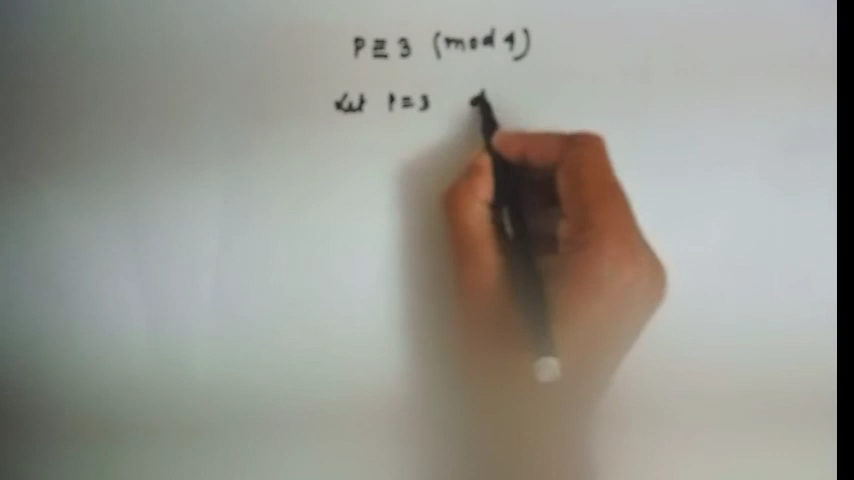 P ≡ 3 (mod 4)
Let P = 3